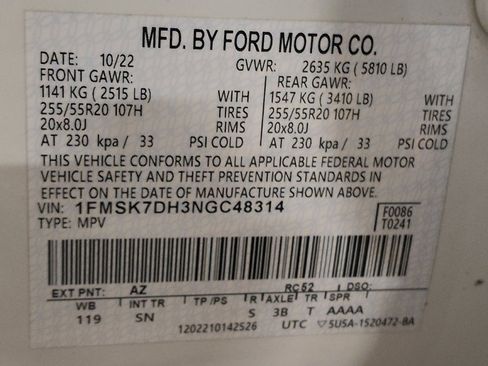 MFD. BY FORD MOTOR CO.
DATE: 10/22 GVWR: 2635 KG ( 5810 LB)
FRONT GAWR: REAR GAWR:
1141 KG ( 2515 LB) WITH 1547 KG ( 3410 LB) WITH
255/55R20 107H TIRES 255/55R20 107H TIRES
20x8.0J RIMS 20x8.0J RIMS
AT 230 kpa / 33 PSI COLD AT 230 kpa / 33 PSI COLD
THIS VEHICLE CONFORMS TO ALL APPLICABLE FEDERAL MOTOR
VEHICLE SAFETY AND THEFT PREVENTION STANDARDS IN
EFFECT ON THE DATE OF MANUFACTURE SHOWN ABOVE.
VIN: 1FMSK7DH3NGC48314 F0086
TYPE: MPV T0241
EXT PNT: AZ RC: 52 DSO:
WB INT TR TP/PS R AXLE TR SPR
119 SN S 3B T AAAA
1202210142526 UTC ▽5U5A-1520472-BA